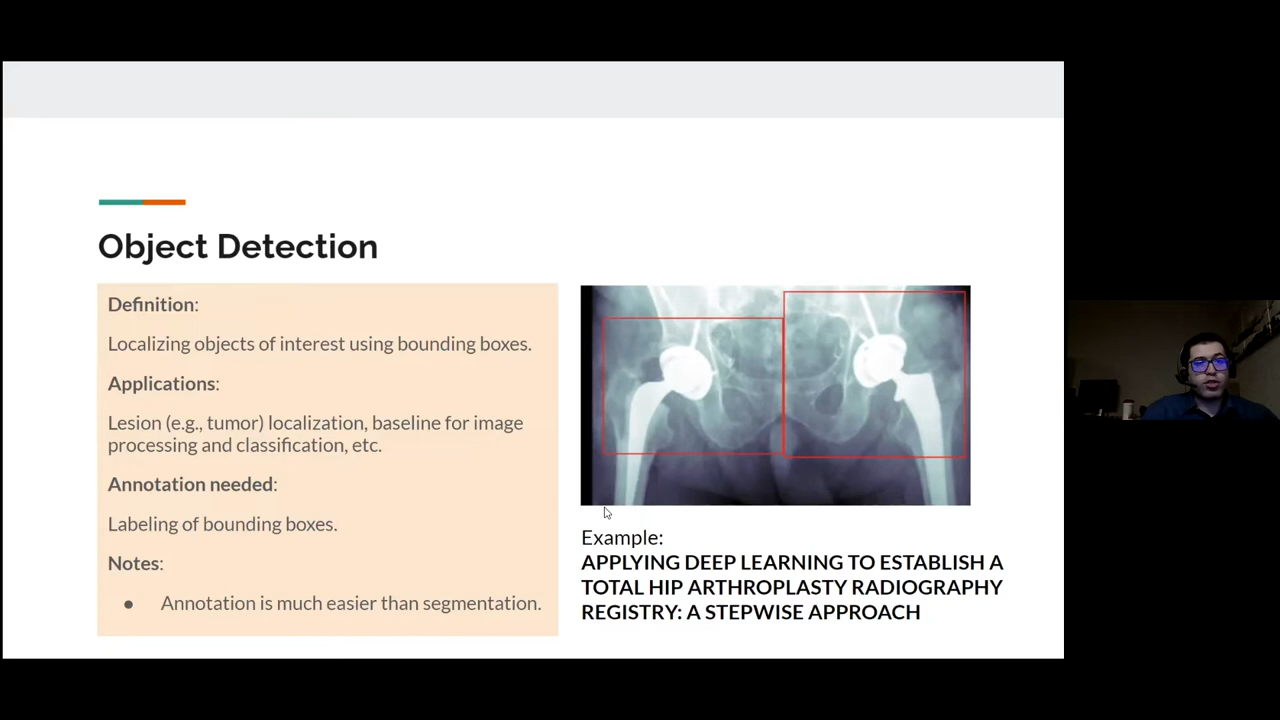 Object Detection
Definition:
Localizing objects of interest using bounding boxes.
Applications:
Lesion (e.g., tumor) localization, baseline for image
processing and classification, etc.
Annotation needed:
Labeling of bounding boxes.
Notes:
● Annotation is much easier than segmentation.
Example:
APPLYING DEEP LEARNING TO ESTABLISH A
TOTAL HIP ARTHROPLASTY RADIOGRAPHY
REGISTRY: A STEPWISE APPROACH